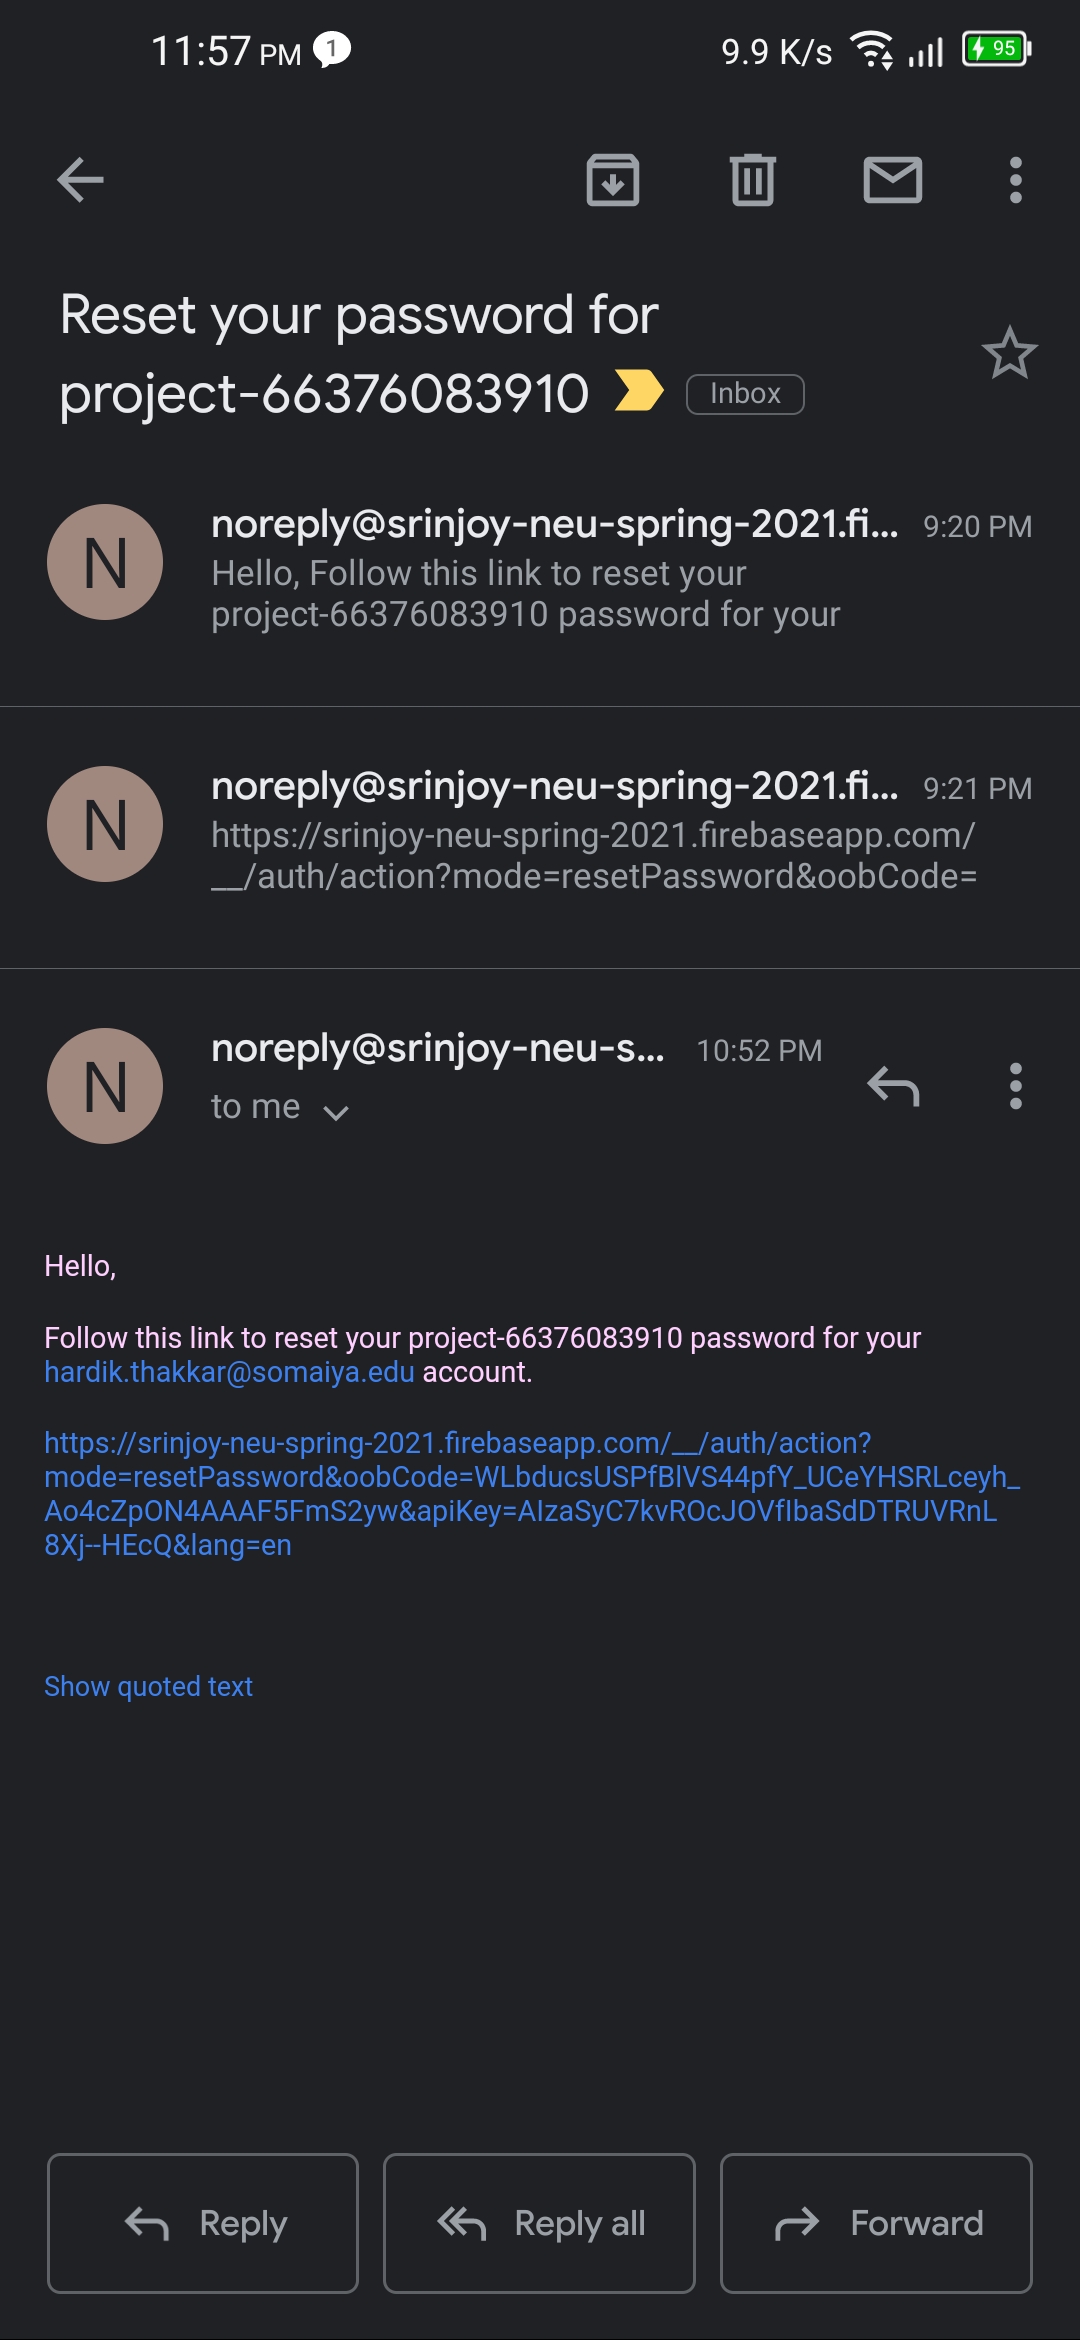 11:57 PM 1 9.9 K/s 95
Reset your password for
project-66376083910 Inbox
N noreply@srinjoy-neu-spring-2021.fi... 9:20 PM
Hello, Follow this link to reset your
project-66376083910 password for your
N noreply@srinjoy-neu-spring-2021.fi... 9:21 PM
https://srinjoy-neu-spring-2021.firebaseapp.com/
__/auth/action?mode=resetPassword&oobCode=
N noreply@srinjoy-neu-s... 10:52 PM
to me
Hello,
Follow this link to reset your project-66376083910 password for your
hardik.thakkar@somaiya.edu account.
https://srinjoy-neu-spring-2021.firebaseapp.com/__/auth/action?
mode=resetPassword&oobCode=WLbducsUSPfBlVS44pfY_UCeYHSRLceyh_
Ao4cZpON4AAAF5FmS2yw&apiKey=AIzaSyC7kvROcJOVfIbaSdDTRUVRnL
8Xj--HEcQ&lang=en
Show quoted text
Reply Reply all Forward